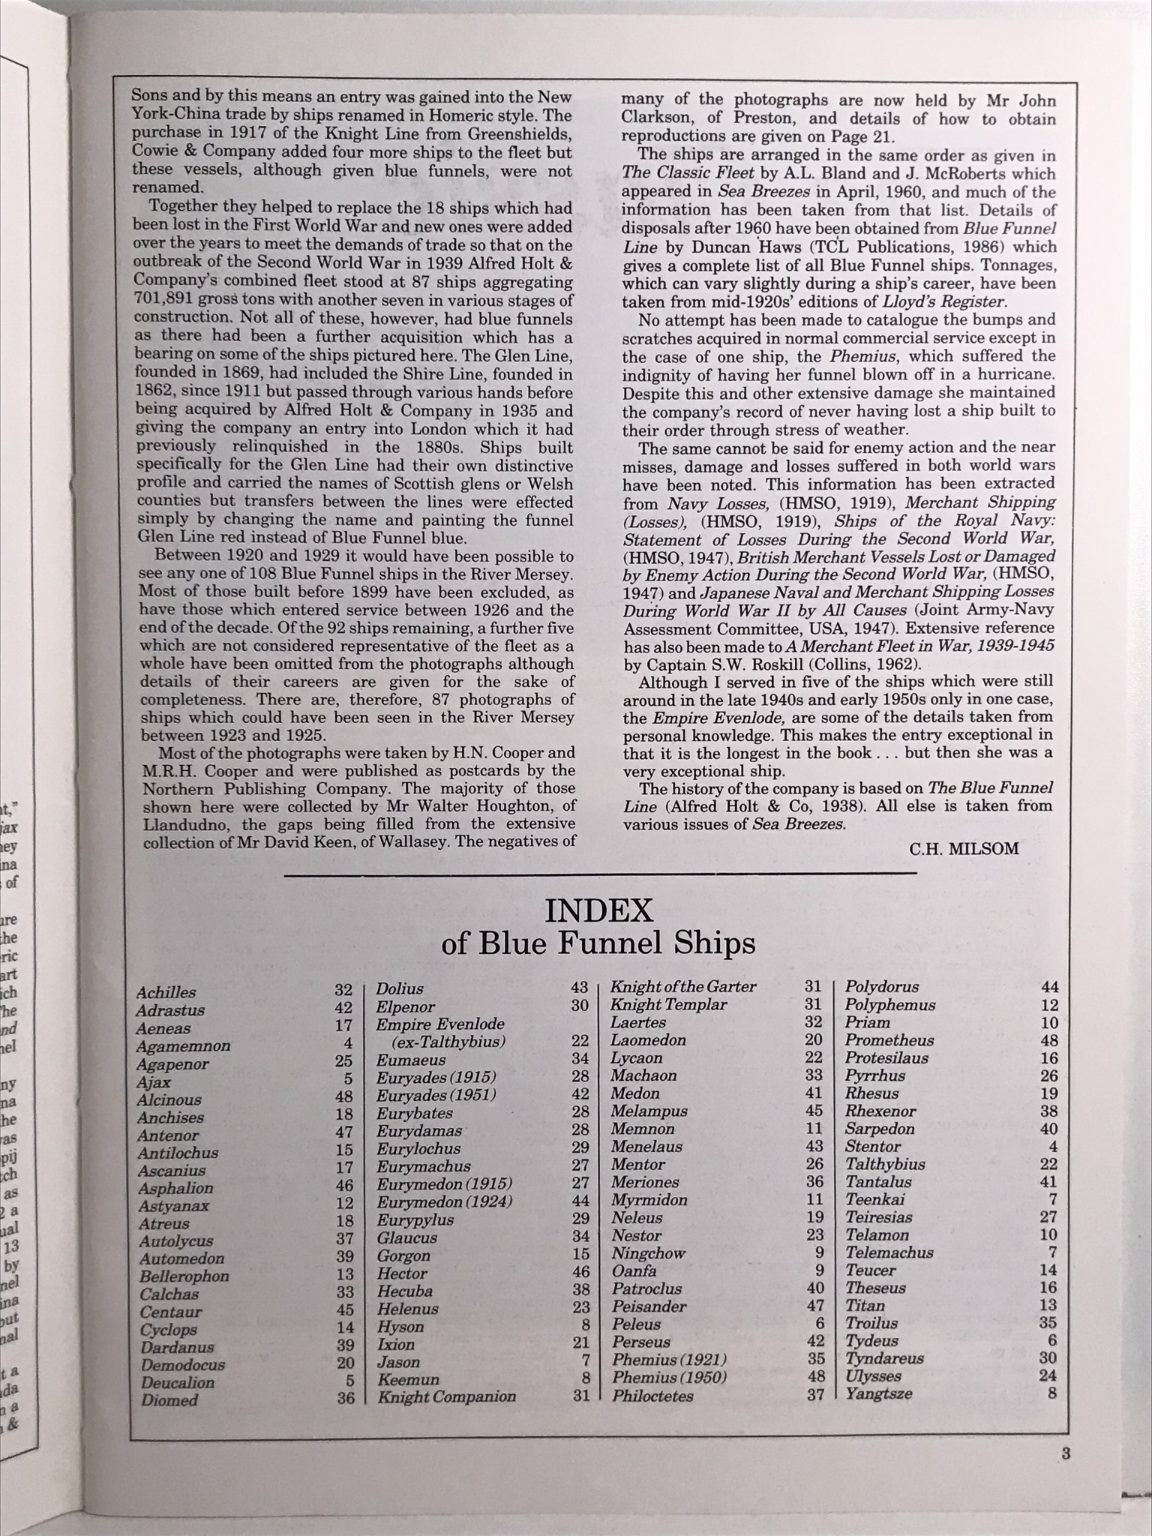 Sons and by this means an entry was gained into the New
York-China trade by ships renamed in Homeric style. The
purchase in 1917 of the Knight Line from Greenshields,
Cowie & Company added four more ships to the fleet but
these vessels, although given blue funnels, were not
renamed.
Together they helped to replace the 18 ships which had
been lost in the First World War and new ones were added
over the years to meet the demands of trade so that on the
outbreak of the Second World War in 1939 Alfred Holt &
Company's combined fleet stood at 87 ships aggregating
701,891 gross tons with another seven in various stages of
construction. Not all of these, however, had blue funnels
as there had been a further acquisition which has a
bearing on some of the ships pictured here. The Glen Line,
founded in 1869, had included the Shire Line, founded in
1862, since 1911 but passed through various hands before
being acquired by Alfred Holt & Company in 1935 and
giving the company an entry into London which it had
previously relinquished in the 1880s. Ships built
specifically for the Glen Line had their own distinctive
profile and carried the names of Scottish glens or Welsh
counties but transfers between the lines were effected
simply by changing the name and painting the funnel
Glen Line red instead of Blue Funnel blue.
Between 1920 and 1929 it would have been possible to
see any one of 108 Blue Funnel ships in the River Mersey.
Most of those built before 1899 have been excluded, as
have those which entered service between 1926 and the
end of the decade. Of the 92 ships remaining, a further five
which are not considered representative of the fleet as a
whole have been omitted from the photographs although
details of their careers are given for the sake of
completeness. There are, therefore, 87 photographs of
ships which could have been seen in the River Mersey
between 1923 and 1925.
Most of the photographs were taken by H.N. Cooper and
M.R.H. Cooper and were published as postcards by the
Northern Publishing Company. The majority of those
shown here were collected by Mr Walter Houghton, of
Llandudno, the gaps being filled from the extensive
collection of Mr David Keen, of Wallasey. The negatives of
many of the photographs are now held by Mr John
Clarkson, of Preston, and details of how to obtain
reproductions are given on Page 21.
The ships are arranged in the same order as given in
The Classic Fleet by A.L. Bland and J. McRoberts which
appeared in Sea Breezes in April, 1960, and much of the
information has been taken from that list. Details of
disposals after 1960 have been obtained from Blue Funnel
Line by Duncan Haws (TCL Publications, 1986) which
gives a complete list of all Blue Funnel ships. Tonnages,
which can vary slightly during a ship's career, have been
taken from mid-1920s' editions of Lloyd's Register.
No attempt has been made to catalogue the bumps and
scratches acquired in normal commercial service except in
the case of one ship, the Phemius, which suffered the
indignity of having her funnel blown off in a hurricane.
Despite this and other extensive damage she maintained
the company's record of never having lost a ship built to
their order through stress of weather.
The same cannot be said for enemy action and the near
misses, damage and losses suffered in both world wars
have been noted. This information has been extracted
from Navy Losses, (HMSO, 1919), Merchant Shipping
(Losses), (HMSO, 1919), Ships of the Royal Navy:
Statement of Losses During the Second World War,
(HMSO, 1947), British Merchant Vessels Lost or Damaged
by Enemy Action During the Second World War, (HMSO,
1947) and Japanese Naval and Merchant Shipping Losses
During World War II by All Causes (Joint Army-Navy
Assessment Committee, USA, 1947). Extensive reference
has also been made to A Merchant Fleet in War, 1939-1945
by Captain S.W. Roskill (Collins, 1962).
Although I served in five of the ships which were still
around in the late 1940s and early 1950s only in one case,
the Empire Evenlode, are some of the details taken from
personal knowledge. This makes the entry exceptional in
that it is the longest in the book . . . but then she was a
very exceptional ship.
The history of the company is based on The Blue Funnel
Line (Alfred Holt & Co, 1938). All else is taken from
various issues of Sea Breezes.
C.H. MILSOM
INDEX
of Blue Funnel Ships
Achilles 32
Adrastus 42
Aeneas 17
Agamemnon 4
Agapenor 25
Ajax 5
Alcinous 48
Anchises 18
Antenor 47
Antilochus 15
Ascanius 17
Asphalion 46
Astyanax 12
Atreus 18
Autolycus 37
Automedon 39
Bellerophon 13
Calchas 33
Centaur 45
Cyclops 14
Dardanus 39
Demodocus 20
Deucalion 5
Diomed 36
Dolius 43
Elpenor 30
Empire Evenlode
(ex-Talthybius) 22
Eumaeus 34
Euryades (1915) 28
Euryades (1951) 42
Eurybates 28
Eurydamas 28
Eurylochus 29
Eurymachus 27
Eurymedon (1915) 27
Eurymedon (1924) 44
Eurypylus 29
Glaucus 34
Gorgon 15
Hector 46
Hecuba 38
Helenus 23
Hyson 8
Ixion 21
Jason 7
Keemun 8
Knight Companion 31
Knight of the Garter 31
Knight Templar 31
Laertes 32
Laomedon 20
Lycaon 22
Machaon 33
Medon 41
Melampus 45
Memnon 11
Menelaus 43
Mentor 26
Meriones 36
Myrmidon 11
Neleus 19
Nestor 23
Ningchow 9
Oanfa 9
Patroclus 40
Peisander 47
Peleus 6
Perseus 42
Phemius (1921) 35
Phemius (1950) 48
Philoctetes 37
Polydorus 44
Polyphemus 12
Priam 10
Prometheus 48
Protesilaus 16
Pyrrhus 26
Rhesus 19
Rhexenor 38
Sarpedon 40
Stentor 4
Talthybius 22
Tantalus 41
Teenkai 7
Teiresias 27
Telamon 10
Telemachus 7
Teucer 14
Theseus 16
Titan 13
Troilus 35
Tydeus 6
Tyndareus 30
Ulysses 24
Yangtsze 8
3